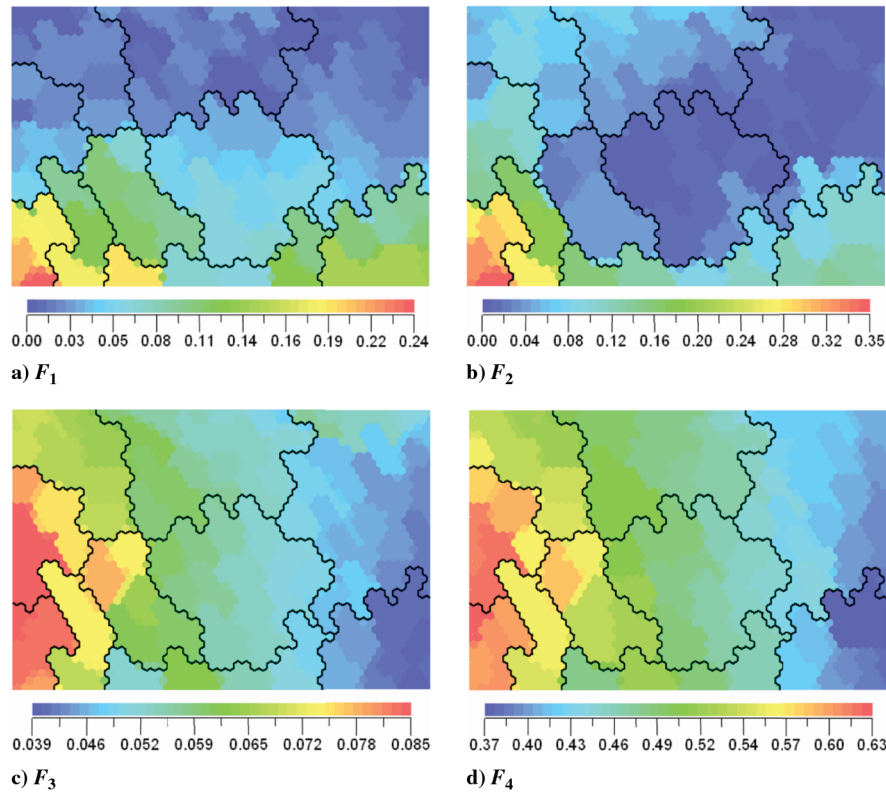 0.00 0.03 0.05 0.08 0.11 0.14 0.16 0.19 0.22 0.24
0.00 0.04 0.08 0.12 0.16 0.20 0.24 0.28 0.32 0.35
a) F1
b) F2
0.039 0.046 0.052 0.059 0.065 0.072 0.078 0.085
0.37 0.40 0.43 0.46 0.49 0.52 0.54 0.57 0.60 0.63
c) F3
d) F4